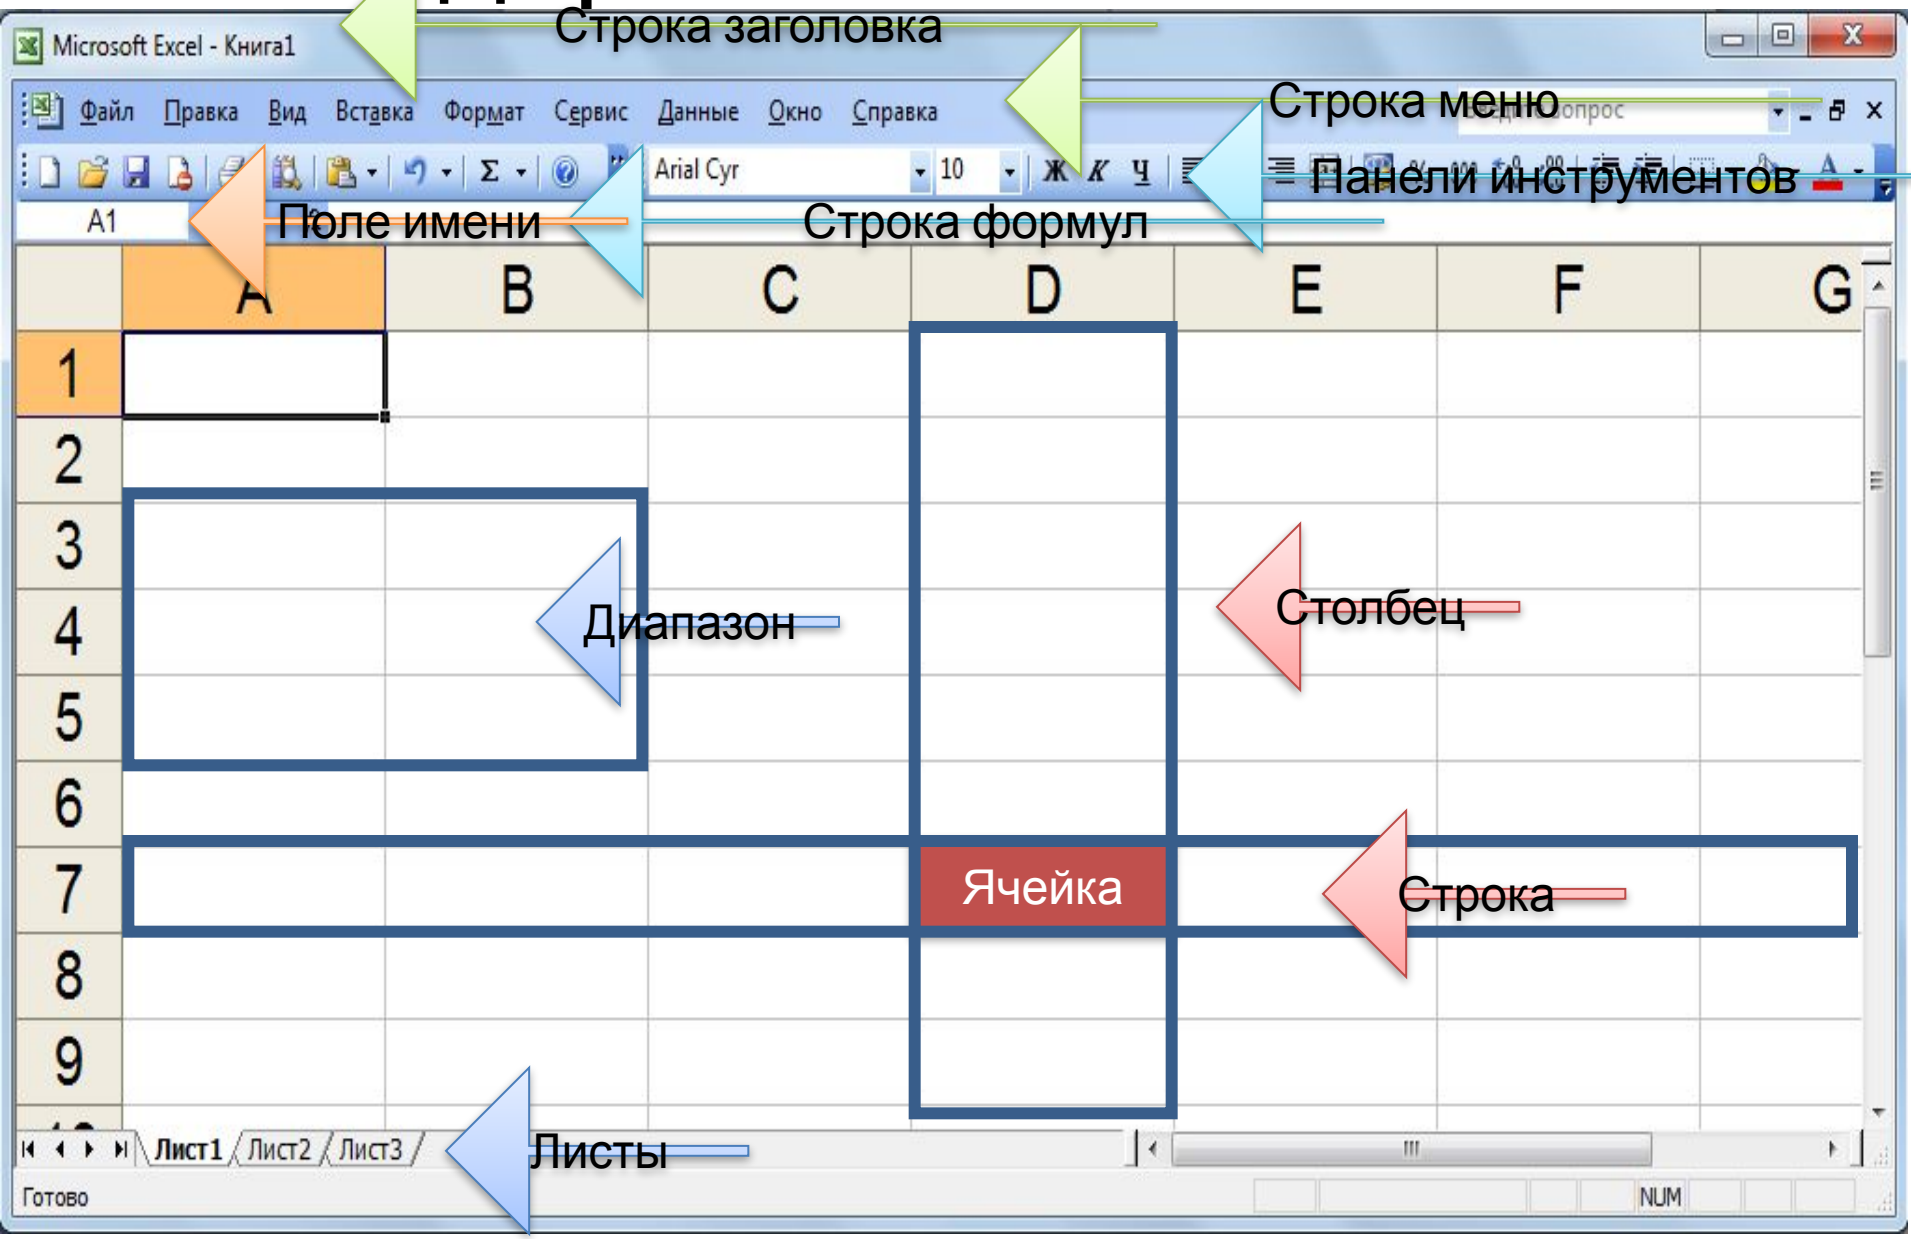 Строка заголовка
Microsoft Excel - Книга1
Файл Правка Вид Вставка Формат Сервис Данные Окно Справка
Строка меню
Arial Cyr 10 Ж К Ч
Панели инструментов
A1
Поле имени
Строка формул
A B C D E F G
1
2
3
4
5
6
7
8
9
Диапазон
Столбец
Ячейка
Строка
Лист1 Лист2 Лист3
Листы
Готово
NUM